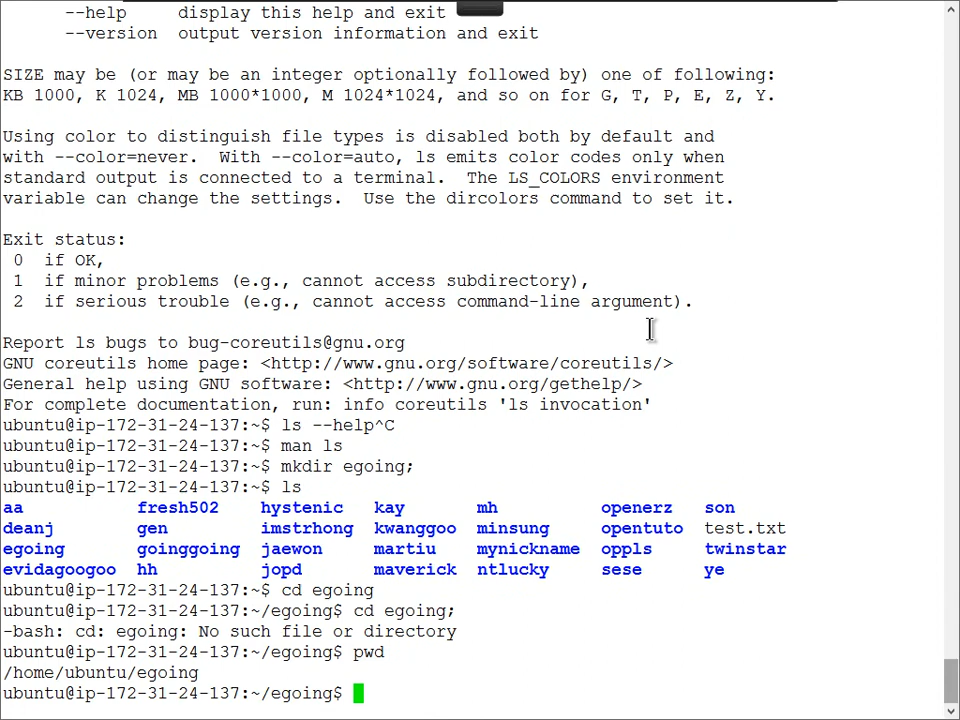 --help     display this help and exit
--version  output version information and exit
SIZE may be (or may be an integer optionally followed by) one of following:
KB 1000, K 1024, MB 1000*1000, M 1024*1024, and so on for G, T, P, E, Z, Y.
Using color to distinguish file types is disabled both by default and
with --color=never.  With --color=auto, ls emits color codes only when
standard output is connected to a terminal.  The LS_COLORS environment
variable can change the settings.  Use the dircolors command to set it.
Exit status:
0  if OK,
1  if minor problems (e.g., cannot access subdirectory),
2  if serious trouble (e.g., cannot access command-line argument).
Report ls bugs to bug-coreutils@gnu.org
GNU coreutils home page: <http://www.gnu.org/software/coreutils/>
General help using GNU software: <http://www.gnu.org/gethelp/>
For complete documentation, run: info coreutils 'ls invocation'
ubuntu@ip-172-31-24-137:~$ ls --help^C
ubuntu@ip-172-31-24-137:~$ man ls
ubuntu@ip-172-31-24-137:~$ mkdir egoing;
ubuntu@ip-172-31-24-137:~$ ls
aa           fresh502    hystenic   kay        mh          openerz   son
deanj        gen         imstrhong  kwanggoo   minsung     opentuto  test.txt
egoing       goinggoing  jaewon     martiu     mynickname  oppls     twinstar
evidagoogoo  hh          jopd       maverick   ntlucky     sese      ye
ubuntu@ip-172-31-24-137:~$ cd egoing
ubuntu@ip-172-31-24-137:~/egoing$ cd egoing;
-bash: cd: egoing: No such file or directory
ubuntu@ip-172-31-24-137:~/egoing$ pwd
/home/ubuntu/egoing
ubuntu@ip-172-31-24-137:~/egoing$